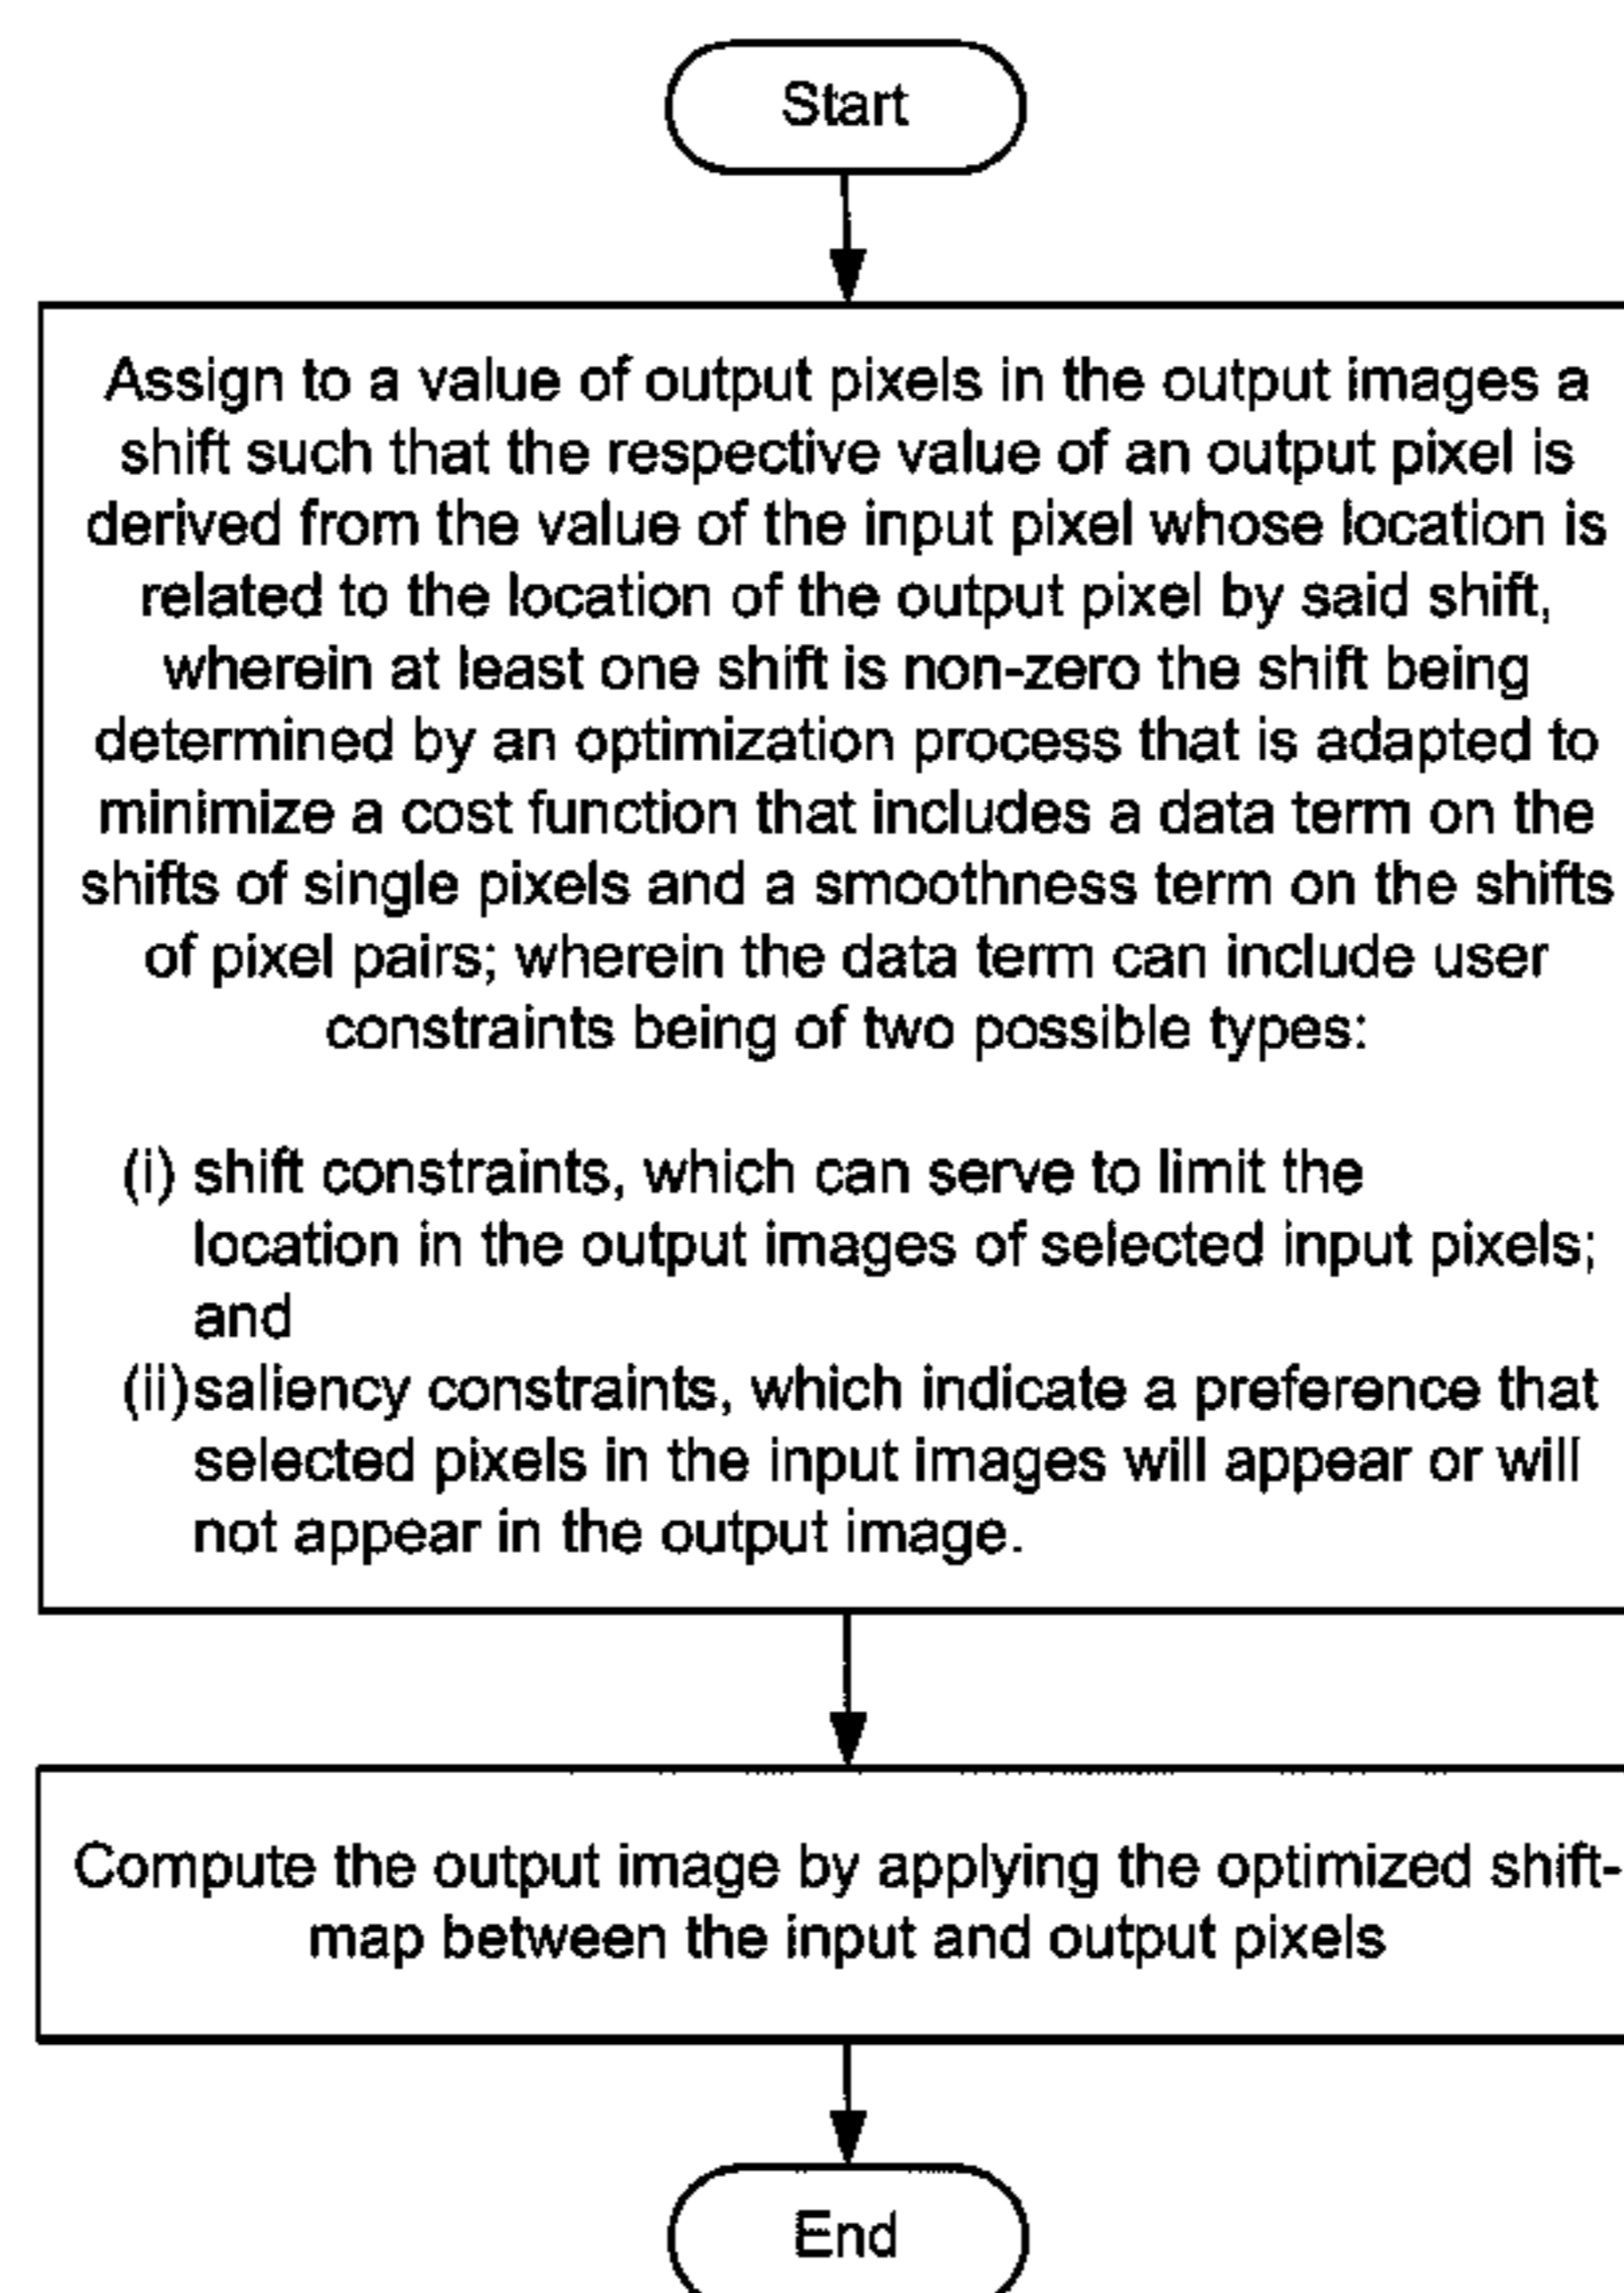 Start
Assign to a value of output pixels in the output images a
shift such that the respective value of an output pixel is
derived from the value of the input pixel whose location is
related to the location of the output pixel by said shift,
wherein at least one shift is non-zero the shift being
determined by an optimization process that is adapted to
minimize a cost function that includes a data term on the
shifts of single pixels and a smoothness term on the shifts
of pixel pairs; wherein the data term can include user
constraints being of two possible types:
(i) shift constraints, which can serve to limit the
location in the output images of selected input pixels;
and
(ii) saliency constraints, which indicate a preference that
selected pixels in the input images will appear or will
not appear in the output image.
Compute the output image by applying the optimized shift-
map between the input and output pixels
End